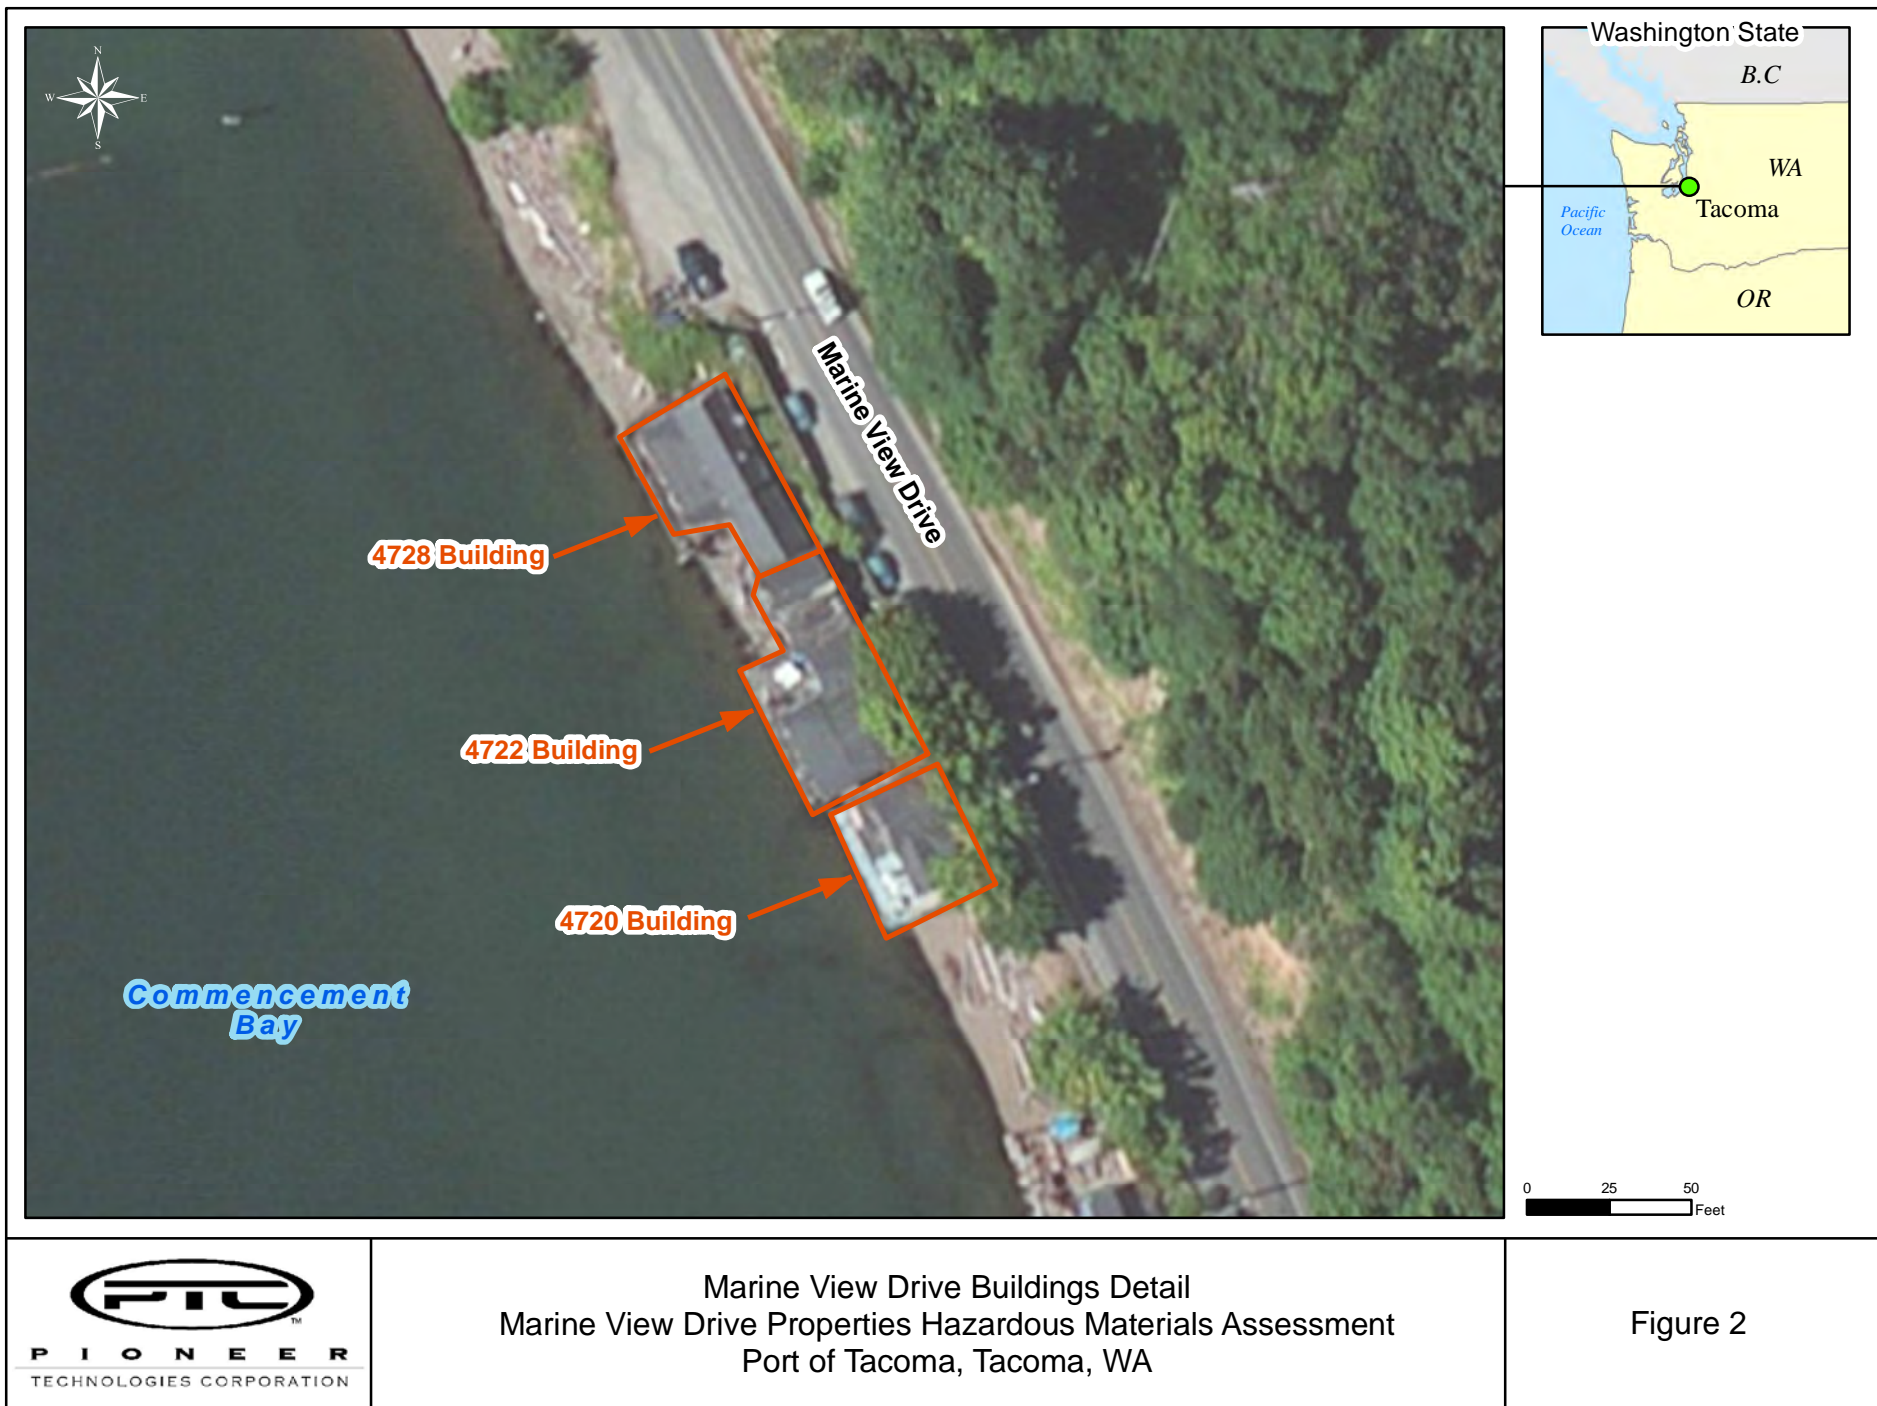 N
W
E
S
Marine View Drive
4728 Building
4722 Building
4720 Building
Commencement
Bay
Washington State
B.C
WA
Tacoma
Pacific
Ocean
OR
0 25 50
Feet
PTC
TM
PIONEER
TECHNOLOGIES CORPORATION
Marine View Drive Buildings Detail
Marine View Drive Properties Hazardous Materials Assessment
Port of Tacoma, Tacoma, WA
Figure 2